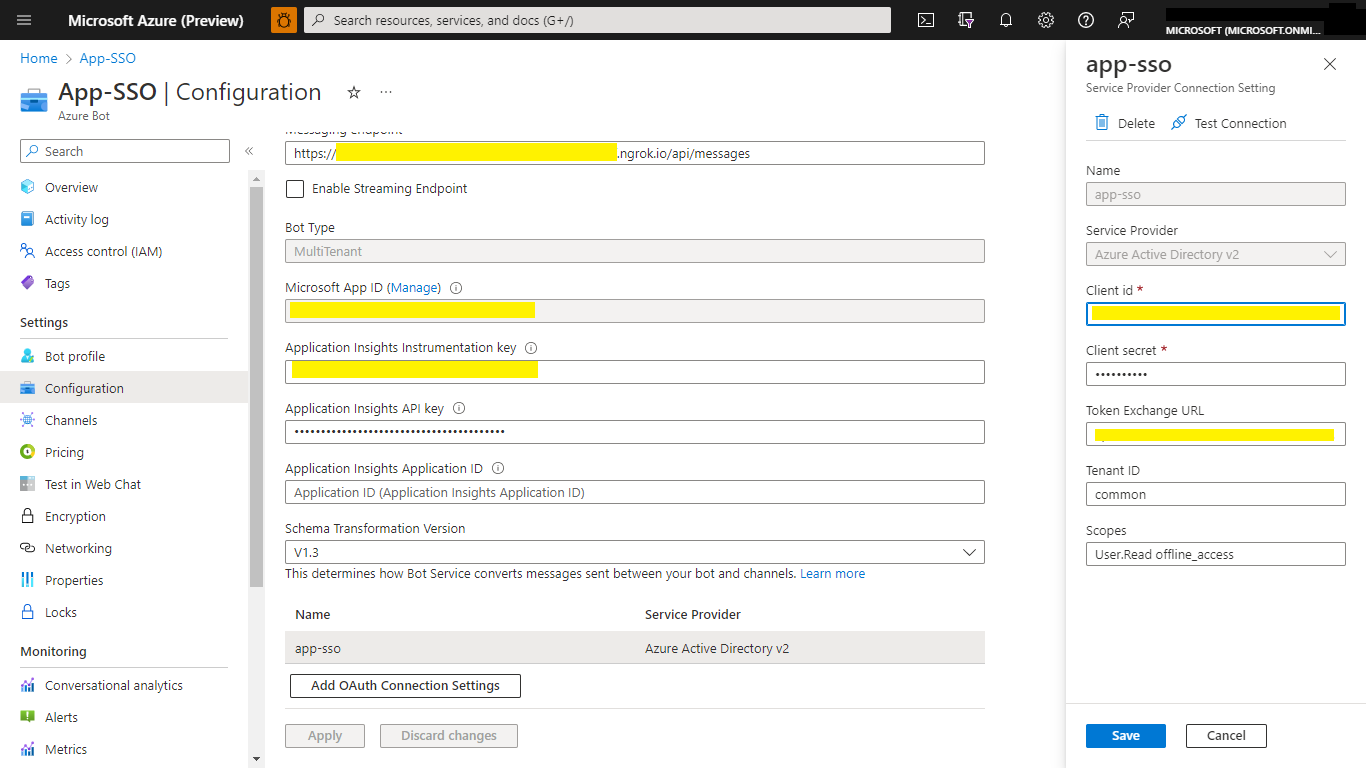 Microsoft Azure (Preview)
Search resources, services, and docs (G+/)
MICROSOFT (MICROSOFT.ONMI...
Home > App-SSO
App-SSO | Configuration
Azure Bot
Search
Overview
Activity log
Access control (IAM)
Tags
Settings
Bot profile
Configuration
Channels
Pricing
Test in Web Chat
Encryption
Networking
Properties
Locks
Monitoring
Conversational analytics
Alerts
Metrics
Messaging endpoint
https:// .ngrok.io/api/messages
Enable Streaming Endpoint
Bot Type
MultiTenant
Microsoft App ID (Manage)
Application Insights Instrumentation key
Application Insights API key
Application Insights Application ID
Application ID (Application Insights Application ID)
Schema Transformation Version
V1.3
This determines how Bot Service converts messages sent between your bot and channels. Learn more
Name Service Provider
app-sso Azure Active Directory v2
Add OAuth Connection Settings
Apply Discard changes
app-sso
Service Provider Connection Setting
Delete Test Connection
Name
app-sso
Service Provider
Azure Active Directory v2
Client id *
Client secret *
••••••••••
Token Exchange URL
Tenant ID
common
Scopes
User.Read offline_access
Save Cancel